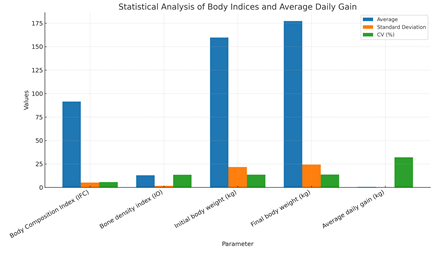 Statistical Analysis of Body Indices and Average Daily Gain
Average
Standard Deviation
CV (%)
175
150
125
100
75
50
25
0
Values
Body Composition Index (IFC)
Bone density index (IO)
Initial body weight (kg)
Final body weight (kg)
Average daily gain (kg)
Parameter